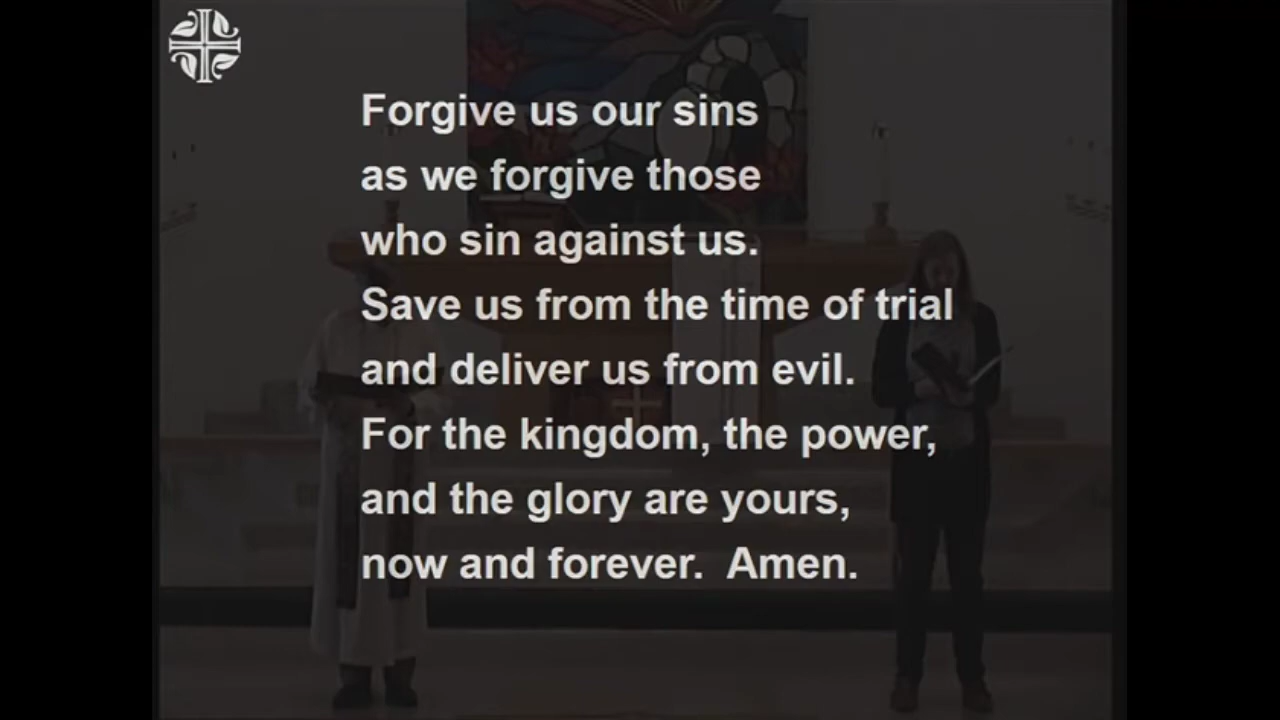 Forgive us our sins
as we forgive those
who sin against us.
Save us from the time of trial
and deliver us from evil.
For the kingdom, the power,
and the glory are yours,
now and forever.  Amen.